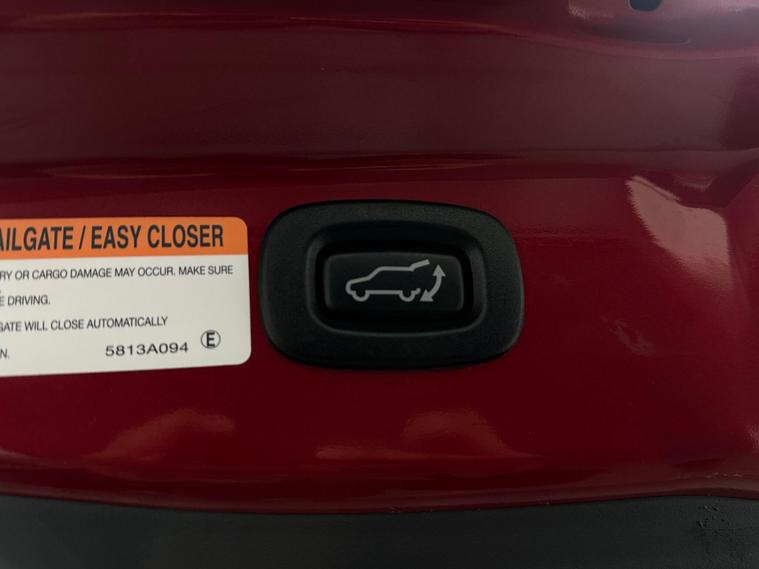 AILGATE / EASY CLOSER
RY OR CARGO DAMAGE MAY OCCUR. MAKE SURE
E DRIVING.
GATE WILL CLOSE AUTOMATICALLY
N.
5813A094 E